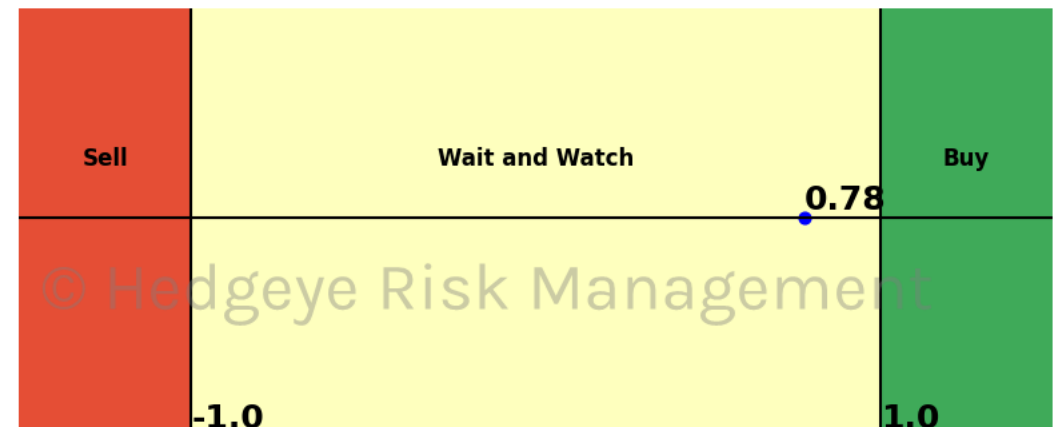 Sell
Wait and Watch
Buy
0.78
© Hedgeye Risk Management
-1.0
1.0